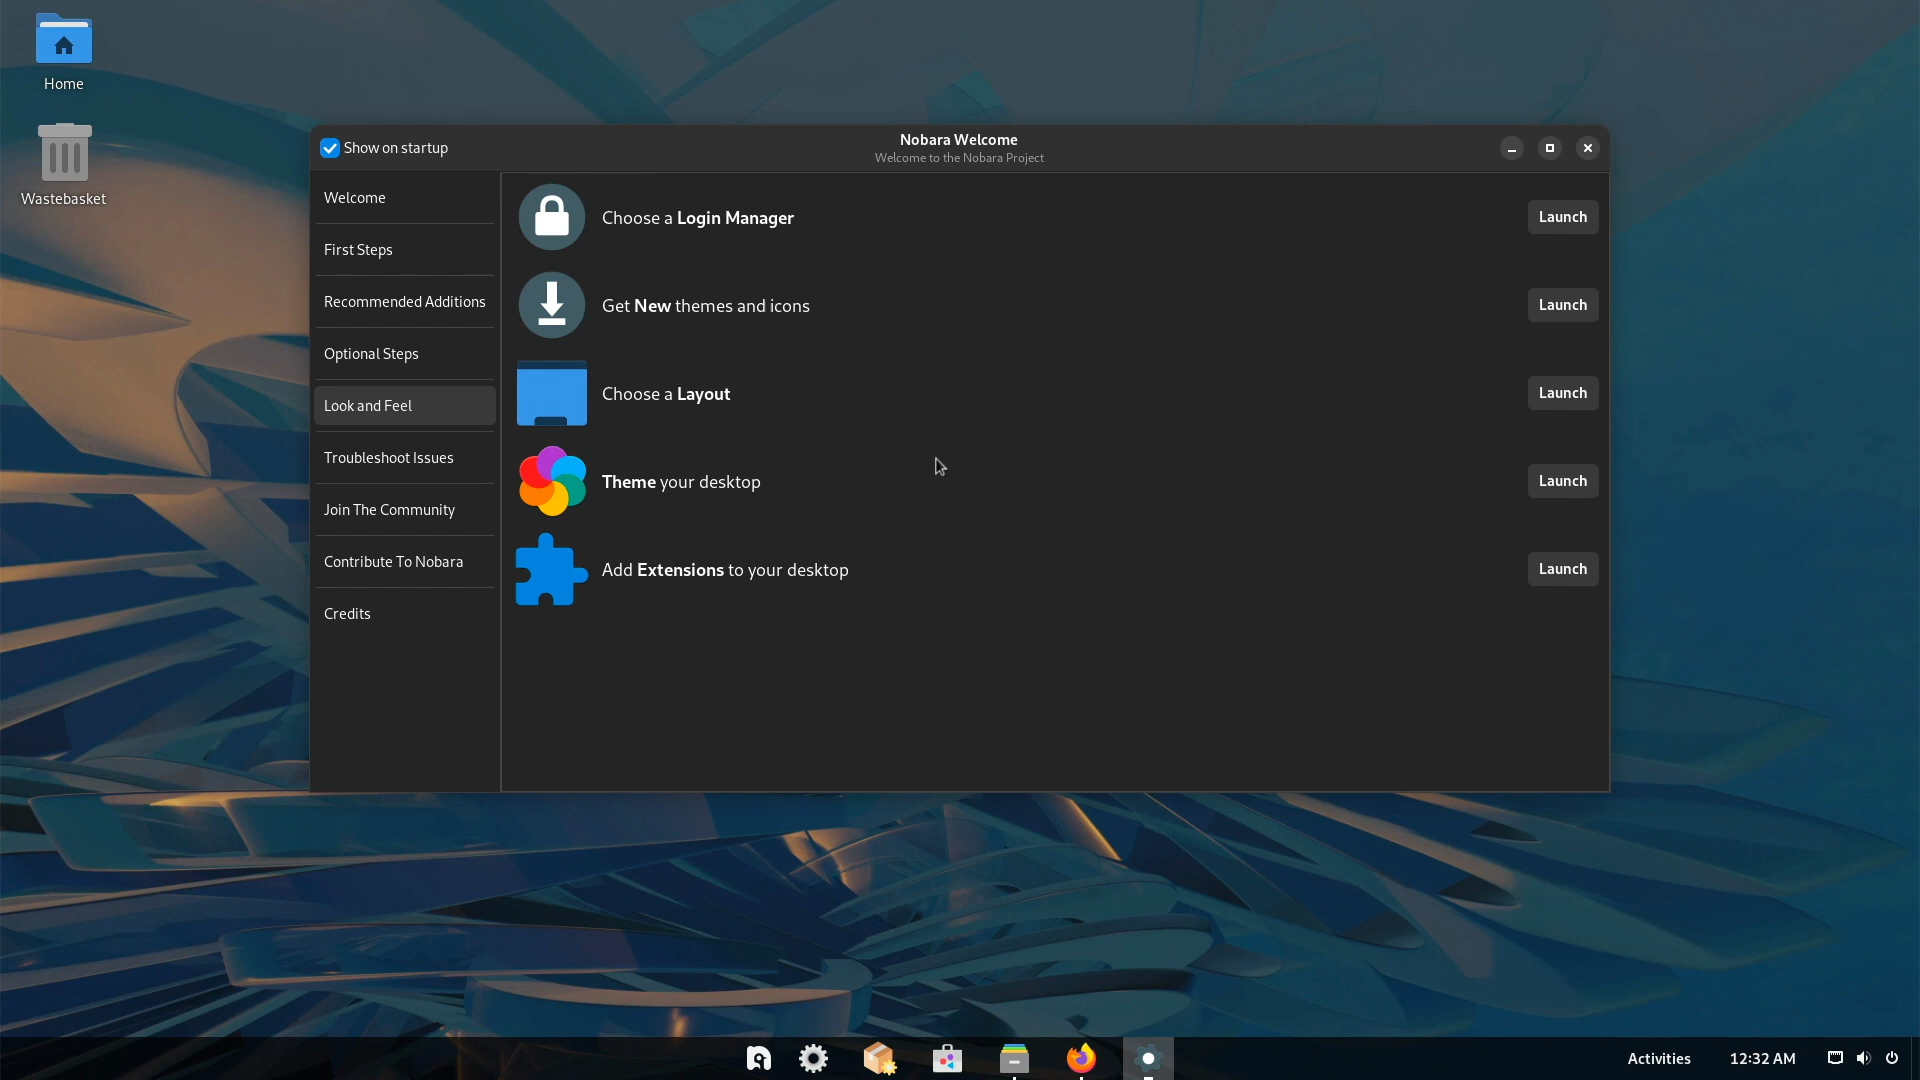 Home
Wastebasket
Show on startup
Nobara Welcome
Welcome to the Nobara Project
Welcome
First Steps
Recommended Additions
Optional Steps
Look and Feel
Troubleshoot Issues
Join The Community
Contribute To Nobara
Credits
Choose a Login Manager
Launch
Get New themes and icons
Launch
Choose a Layout
Launch
Theme your desktop
Launch
Add Extensions to your desktop
Launch
Activities
12:32 AM